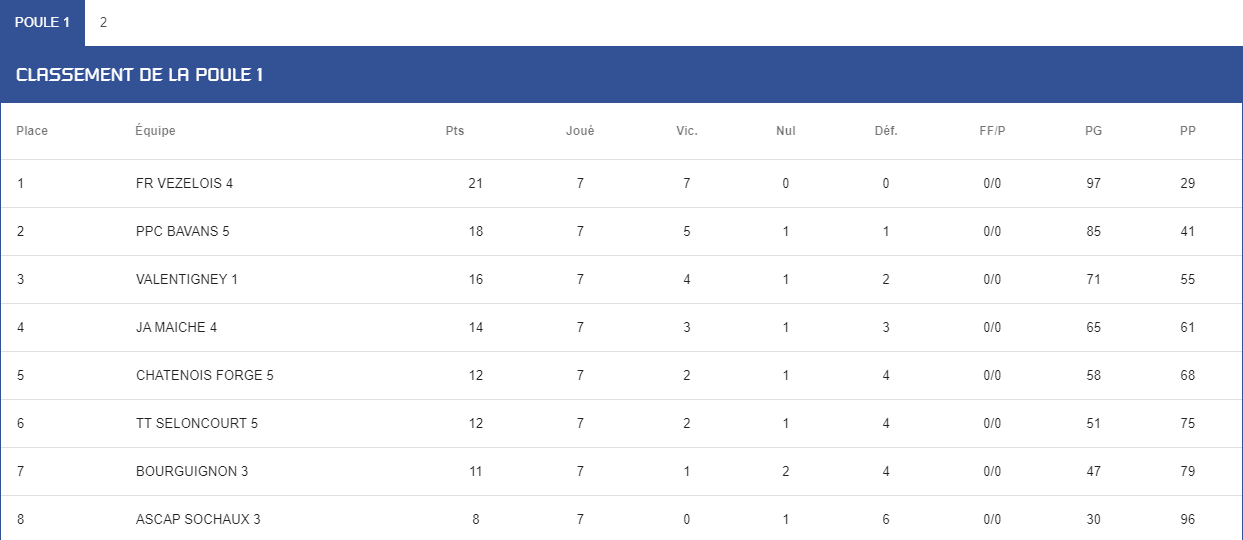 POULE 1 2
CLASSEMENT DE LA POULE 1
Place Équipe Pts Joué Vic. Nul Déf. FF/P PG PP
1 FR VEZELOIS 4 21 7 7 0 0 0/0 97 29
2 PPC BAVANS 5 18 7 5 1 1 0/0 85 41
3 VALENTIGNEY 1 16 7 4 1 2 0/0 71 55
4 JA MAICHE 4 14 7 3 1 3 0/0 65 61
5 CHATENOIS FORGE 5 12 7 2 1 4 0/0 58 68
6 TT SELONCOURT 5 12 7 2 1 4 0/0 51 75
7 BOURGUIGNON 3 11 7 1 2 4 0/0 47 79
8 ASCAP SOCHAUX 3 8 7 0 1 6 0/0 30 96